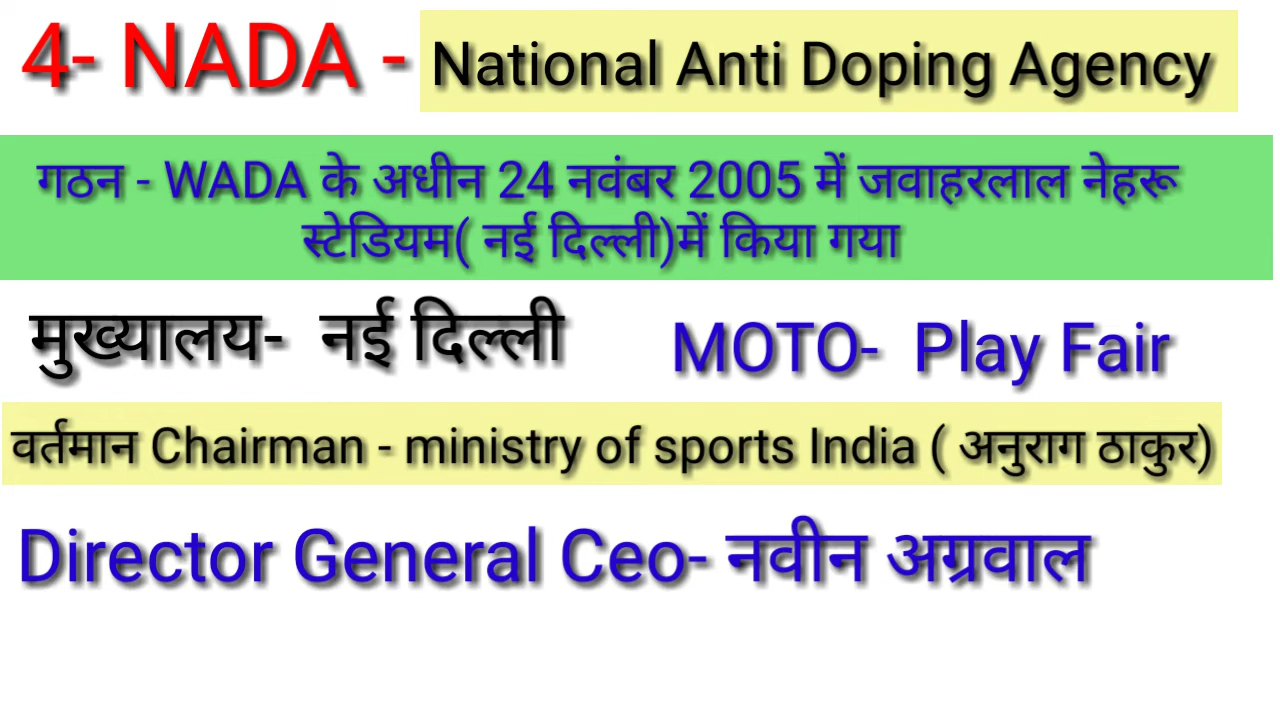 4- NADA - National Anti Doping Agency
गठन - WADA के अधीन 24 नवंबर 2005 में जवाहरलाल नेहरू
स्टेडियम( नई दिल्ली)में किया गया
मुख्यालय- नई दिल्ली MOTO- Play Fair
वर्तमान Chairman - ministry of sports India ( अनुराग ठाकुर)
Director General Ceo- नवीन अग्रवाल